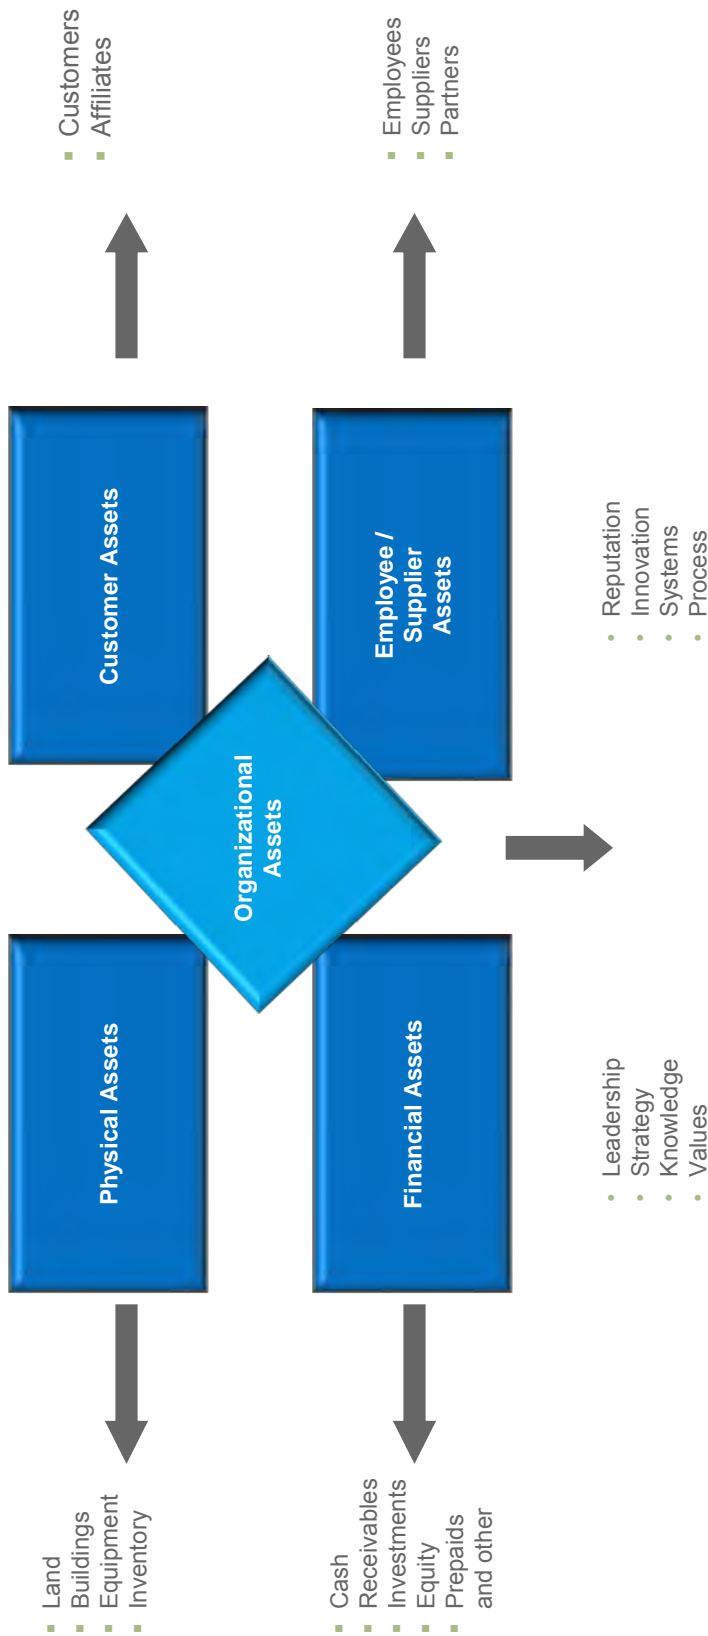 ▪ Land
▪ Buildings
▪ Equipment
▪ Inventory
Physical Assets
Customer Assets
▪ Customers
▪ Affiliates
Organizational
Assets
▪ Cash
▪ Receivables
▪ Investments
▪ Equity
▪ Prepaids
and other
Financial Assets
Employee /
Supplier
Assets
▪ Employees
▪ Suppliers
▪ Partners
• Leadership
• Strategy
• Knowledge
• Values
• Reputation
• Innovation
• Systems
• Process